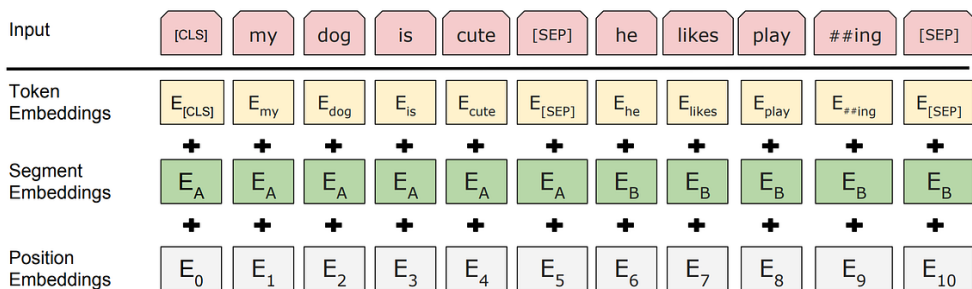 Input [CLS] my dog is cute [SEP] he likes play ##ing [SEP]
Token Embeddings E[CLS] Emy Edog Eis Ecute E[SEP] Ehe Elikes Eplay E##ing E[SEP]
+ + + + + + + + + + +
Segment Embeddings EA EA EA EA EA EA EB EB EB EB EB
+ + + + + + + + + + +
Position Embeddings E0 E1 E2 E3 E4 E5 E6 E7 E8 E9 E10